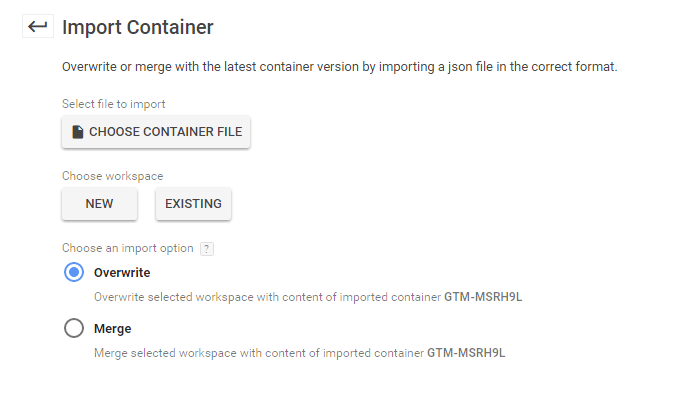 Import Container
Overwrite or merge with the latest container version by importing a json file in the correct format.
Select file to import
CHOOSE CONTAINER FILE
Choose workspace
NEW EXISTING
Choose an import option ?
Overwrite
Overwrite selected workspace with content of imported container GTM-MSRH9L
Merge
Merge selected workspace with content of imported container GTM-MSRH9L